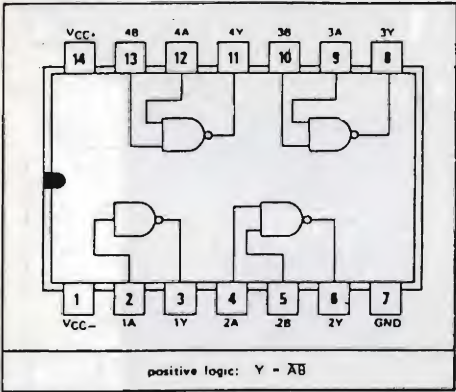 VCC+ 4B 4A 4Y 3B 3A 3Y
14 13 12 11 10 9 8
1 2 3 4 5 6 7
VCC− 1A 1Y 2A 2B 2Y GND
positive logic: Y = A̅B̅